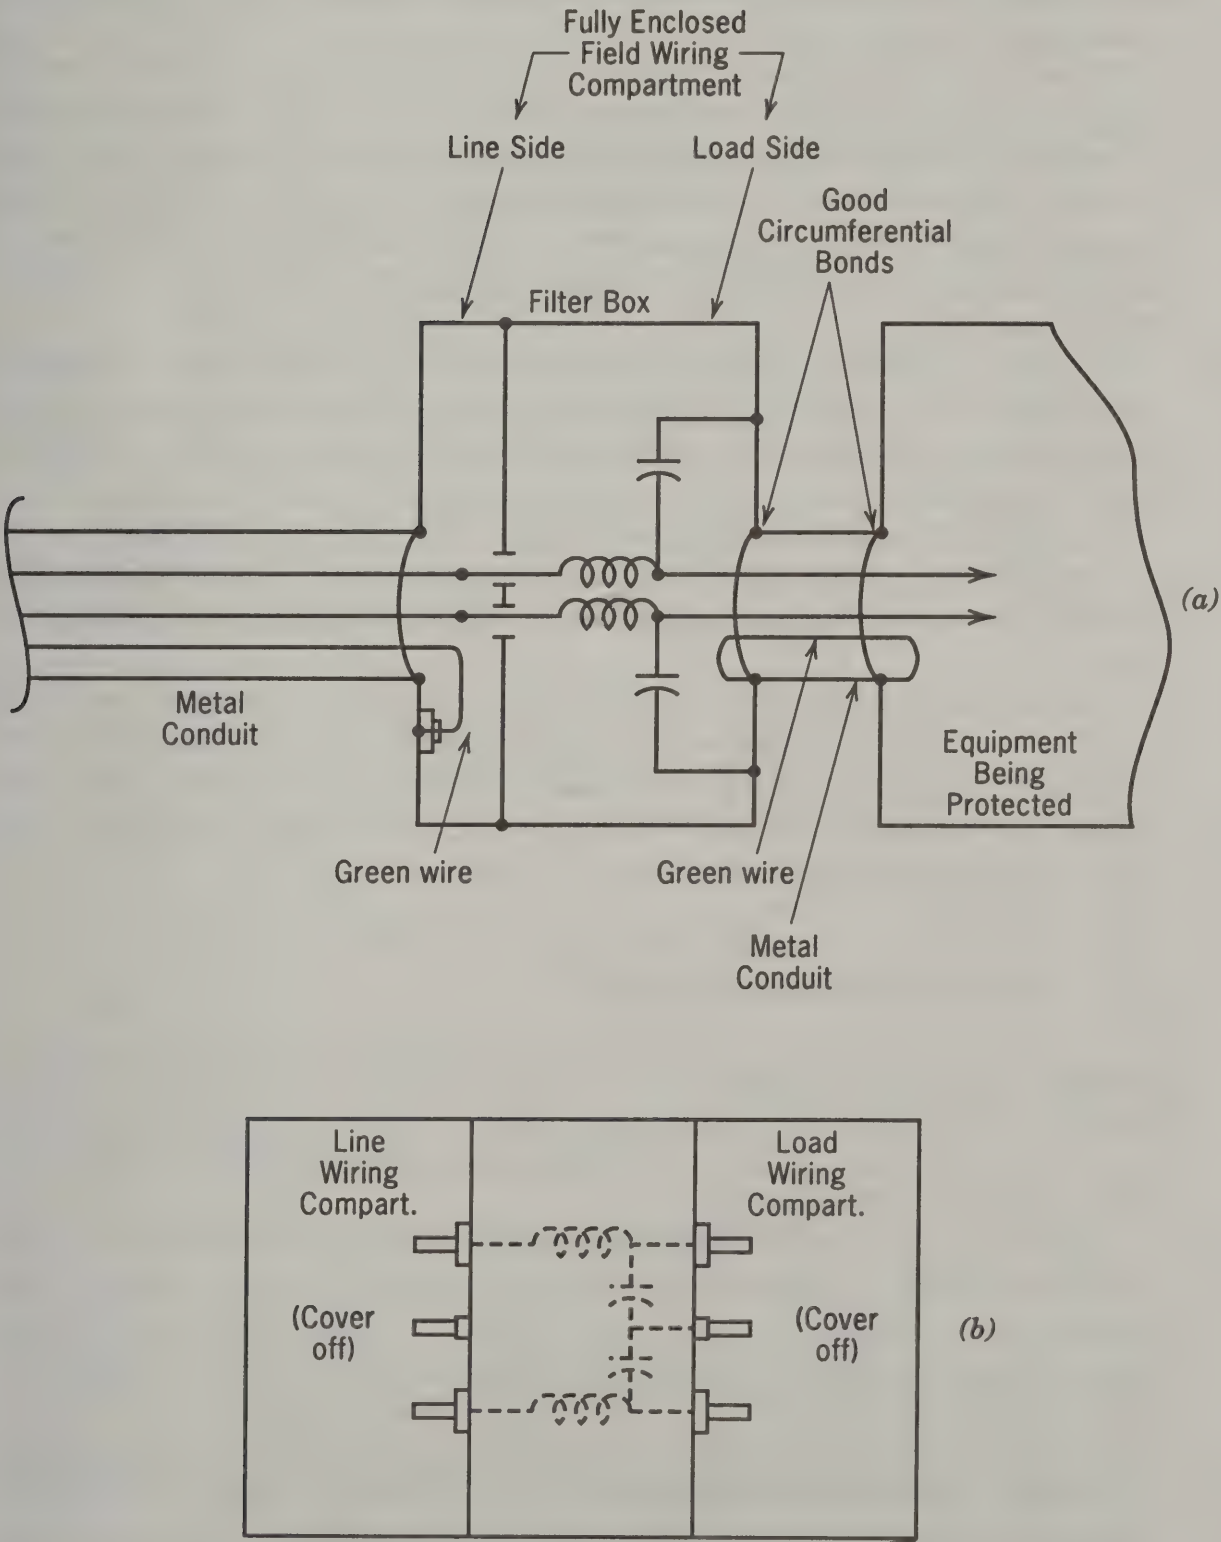 Fully Enclosed
Field Wiring
Compartment
Line Side
Load Side
Good
Circumferential
Bonds
Filter Box
(a)
Metal
Conduit
Equipment
Being
Protected
Green wire
Green wire
Metal
Conduit
Line
Wiring
Compart.
Load
Wiring
Compart.
(Cover
off)
(Cover
off)
(b)